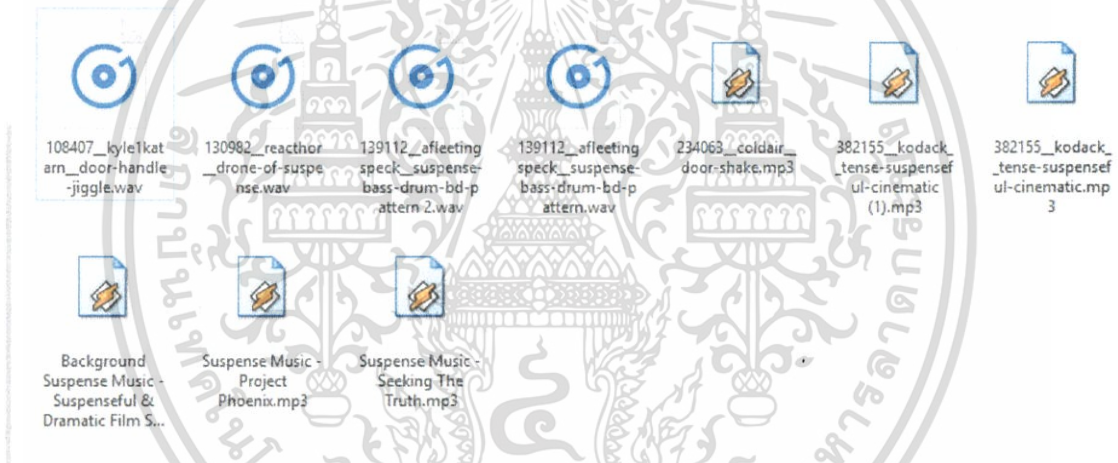 108407__kyle1kat
arn__door-handle
-jiggle.wav
130982__reacthor
__drone-of-suspe
nse.wav
139112__afleeting
speck__suspense-
bass-drum-bd-p
attern 2.wav
139112__afleeting
speck__suspense-
bass-drum-bd-p
attern.wav
234063__coldair__
door-shake.mp3
382155__kodack_
_tense-suspensef
ul-cinematic
(1).mp3
382155__kodack_
_tense-suspensef
ul-cinematic.mp
3
Background
Suspense Music -
Suspenseful &
Dramatic Film S...
Suspense Music -
Project
Phoenix.mp3
Suspense Music -
Seeking The
Truth.mp3